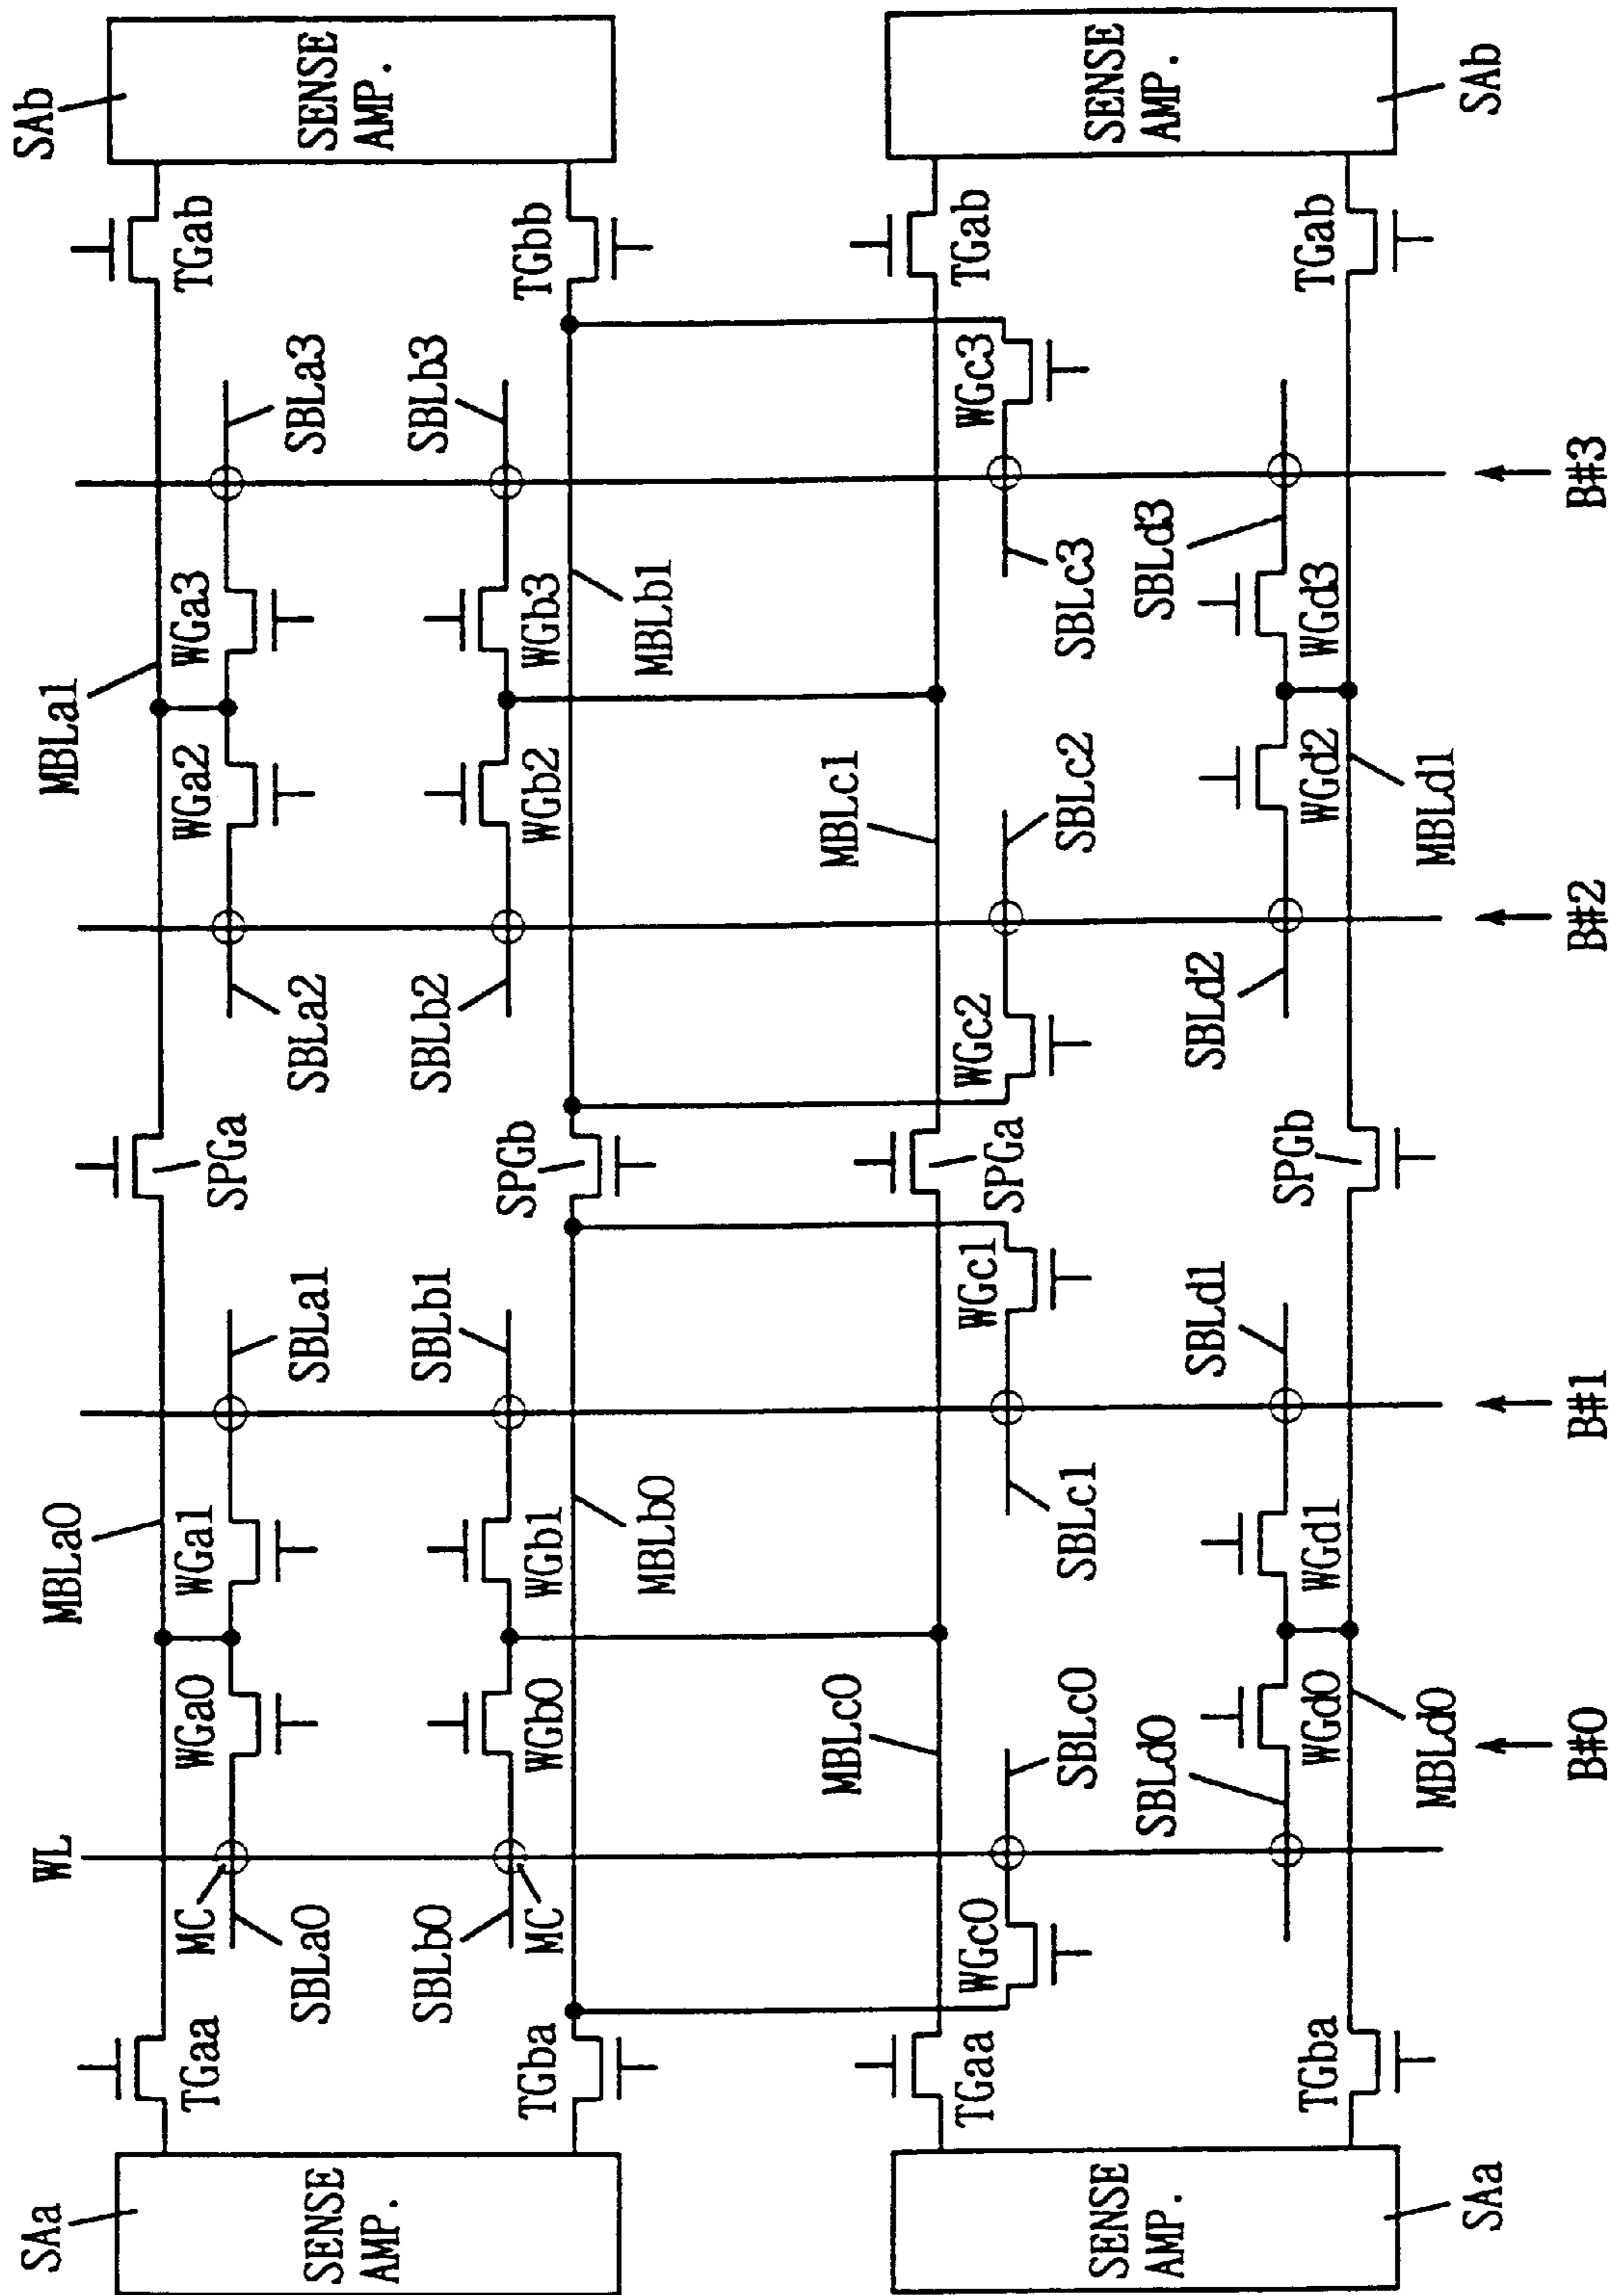 SAa
WL
MBLa0
MBLa1
SAb
TGaa
MC
WGa0
WGa1
SPGa
WGa2
WGa3
TGab
SENSE
AMP.
SENSE
AMP.
SBLa0
SBLa1
SBLa2
SBLa3
SBLb0
SBLb1
SBLb2
SBLb3
TGba
MC
WGb0
WGb1
SPGb
WGb2
WGb3
TGbb
MBLb0
MBLb1
MBLc0
MBLc1
TGaa
WGc0
WGc1
SPGa
WGc2
WGc3
TGab
SBLc0
SBLc1
SBLc2
SBLc3
SENSE
AMP.
SENSE
AMP.
SBLd0
SBLd1
SBLd2
SBLd3
TGba
WGd0
WGd1
SPGb
WGd2
WGd3
TGab
MBLd0
MBLd1
SAa
SAb
B#0
B#1
B#2
B#3